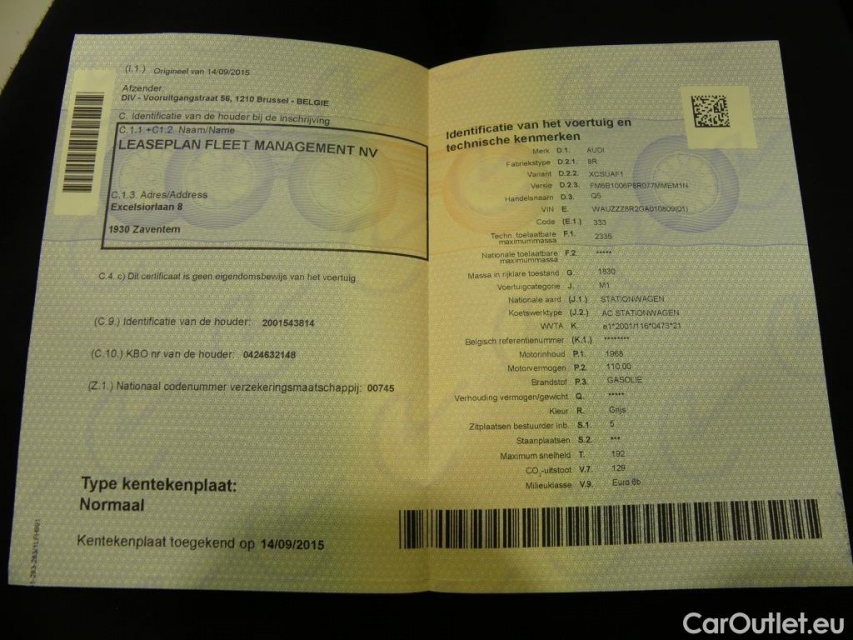 (I.1.) Origineel van 14/09/2015
Afzender:
DIV - Vooruitgangstraat 56, 1210 Brussel - BELGIE
C. Identificatie van de houder bij de inschrijving
C.1.1.+C1.2. Naam/Name
LEASEPLAN FLEET MANAGEMENT NV
C.1.3. Adres/Address
Excelsiorlaan 8
1930 Zaventem
C.4. c) Dit certificaat is geen eigendomsbewijs van het voertuig
(C.9.) Identificatie van de houder: 2001543814
(C.10.) KBO nr van de houder: 0424632148
(Z.1.) Nationaal codenummer verzekeringsmaatschappij: 00745
Type kentekenplaat:
Normaal
Kentekenplaat toegekend op 14/09/2015
Identificatie van het voertuig en
technische kenmerken
Merk D.1. AUDI
Fabriekstype D.2.1. 8R
Variant D.2.2. XCSUAF1
Versie D.2.3.
Handelsnaam D.3. Q5
VIN E.
Code (E.1.) 333
Techn. toelaatbare maximummassa F.1. 2335
Nationale toelaatbare maximummassa F.2. *****
Massa in rijklare toestand G. 1830
Voertuigcategorie J. M1
Nationale aard (J.1.) STATIONWAGEN
Koetswerktype (J.2.) AC STATIONWAGEN
WVTA K. e1*2001/116*0473*21
Belgisch referentienummer (K.1.) ********
Motorinhoud P.1. 1968
Motorvermogen P.2. 110.00
Brandstof P.3. GASOLIE
Verhouding vermogen/gewicht Q. *****
Kleur R. Grijs
Zitplaatsen bestuurder inb. S.1. 5
Staanplaatsen S.2. ***
Maximum snelheid T. 192
CO₂-uitstoot V.7. 129
Milieuklasse V.9. Euro 6b
CarOutlet.eu